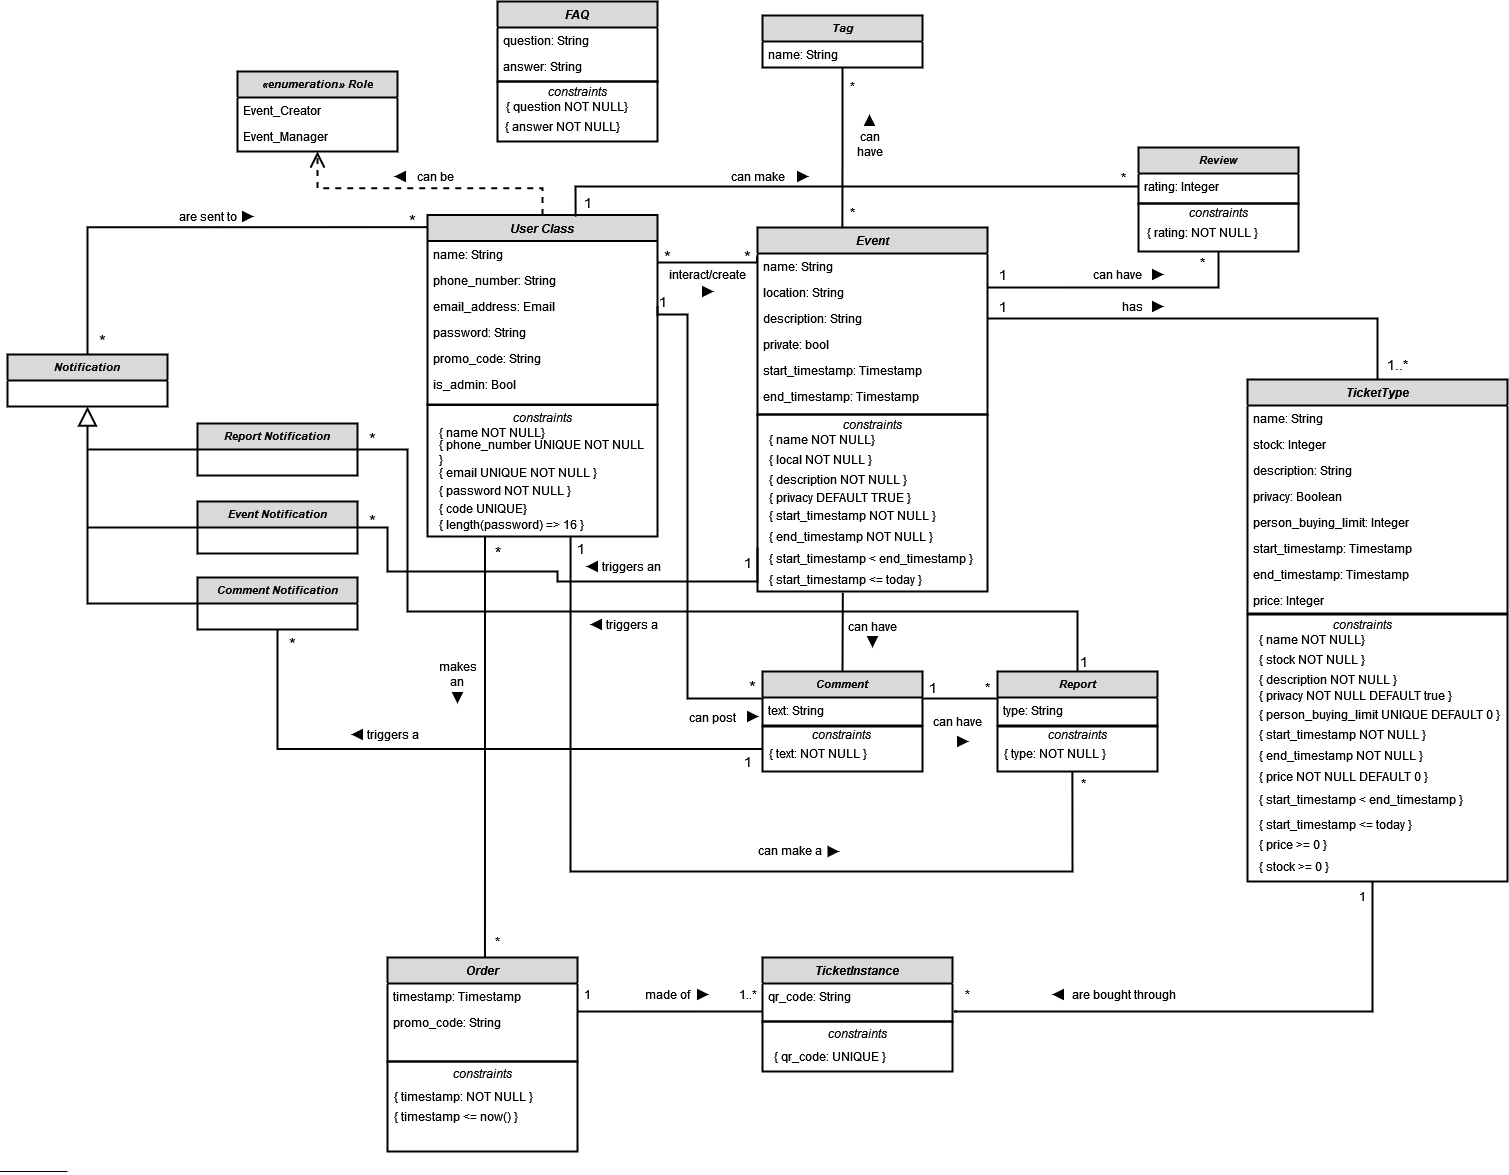 FAQ
question: String
answer: String
constraints
{ question NOT NULL}
{ answer NOT NULL}
Tag
name: String
*
can
have
*
«enumeration» Role
Event_Creator
Event_Manager
can be
can make
*
1
Review
rating: Integer
constraints
{ rating: NOT NULL }
*
are sent to
*
*
User Class
name: String
phone_number: String
email_address: Email
password: String
promo_code: String
is_admin: Bool
constraints
{ name NOT NULL}
{ phone_number UNIQUE NOT NULL
}
{ email UNIQUE NOT NULL }
{ password NOT NULL }
{ code UNIQUE}
{ length(password) => 16 }
*
*
interact/create
1
Event
name: String
location: String
description: String
private: bool
start_timestamp: Timestamp
end_timestamp: Timestamp
constraints
{ name NOT NULL}
{ local NOT NULL }
{ description NOT NULL }
{ privacy DEFAULT TRUE }
{ start_timestamp NOT NULL }
{ end_timestamp NOT NULL }
{ start_timestamp < end_timestamp }
{ start_timestamp <= today }
1
can have
1
has
1..*
Notification
Report Notification
*
Event Notification
*
Comment Notification
*
TicketType
name: String
stock: Integer
description: String
privacy: Boolean
person_buying_limit: Integer
start_timestamp: Timestamp
end_timestamp: Timestamp
price: Integer
constraints
{ name NOT NULL}
{ stock NOT NULL }
{ description NOT NULL }
{ privacy NOT NULL DEFAULT true }
{ person_buying_limit UNIQUE DEFAULT 0 }
{ start_timestamp NOT NULL }
{ end_timestamp NOT NULL }
{ price NOT NULL DEFAULT 0 }
{ start_timestamp < end_timestamp }
{ start_timestamp <= today }
{ price >= 0 }
{ stock >= 0 }
1
*
1
triggers an
1
triggers a
can have
makes
an
*
can post
triggers a
1
Comment
text: String
constraints
{ text: NOT NULL }
1
*
can have
1
Report
type: String
constraints
{ type: NOT NULL }
*
can make a
*
Order
timestamp: Timestamp
promo_code: String
constraints
{ timestamp: NOT NULL }
{ timestamp <= now() }
1
made of
1..*
TicketInstance
qr_code: String
constraints
{ qr_code: UNIQUE }
*
are bought through